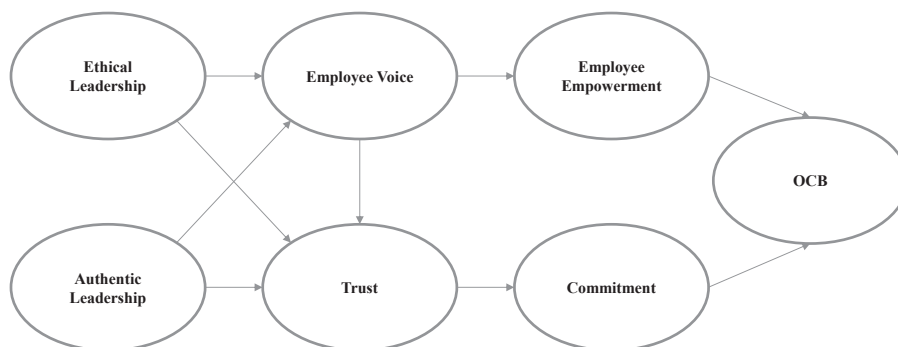 Ethical
Leadership
Employee Voice
Employee
Empowerment
OCB
Authentic
Leadership
Trust
Commitment